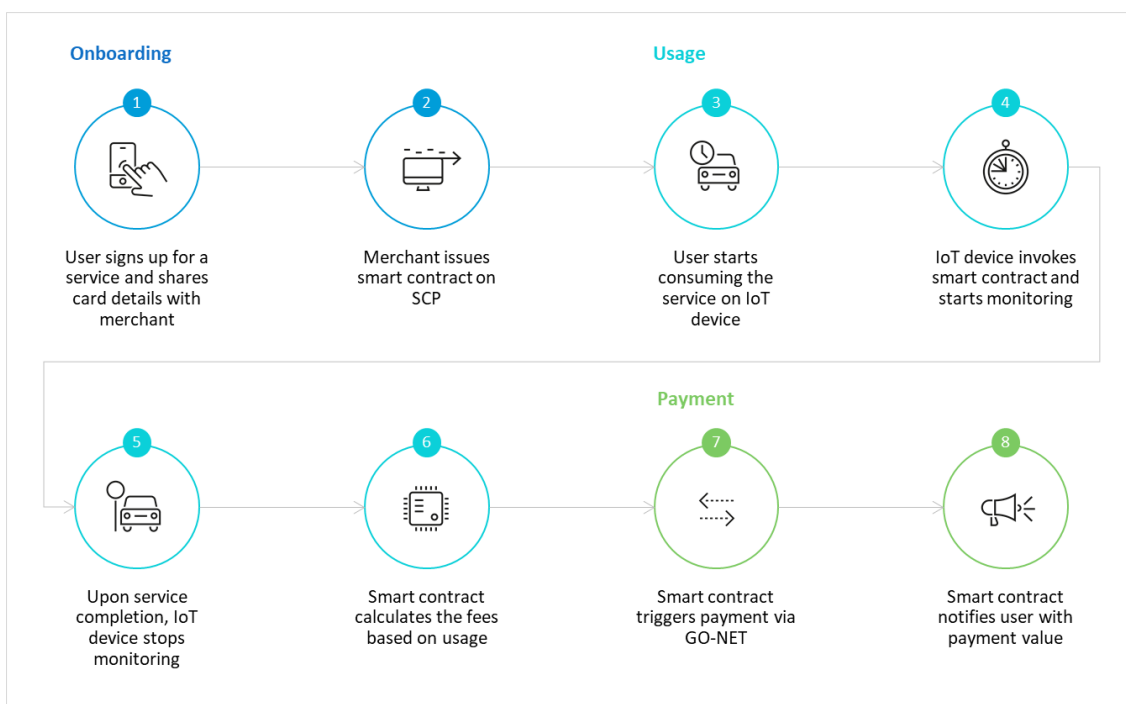 Onboarding
Usage
1
2
3
4
User signs up for a
service and shares
card details with
merchant
Merchant issues
smart contract on
SCP
User starts
consuming the
service on IoT
device
IoT device invokes
smart contract and
starts monitoring
Payment
5
6
7
8
Upon service
completion, IoT
device stops
monitoring
Smart contract
calculates the fees
based on usage
Smart contract
triggers payment via
GO-NET
Smart contract
notifies user with
payment value